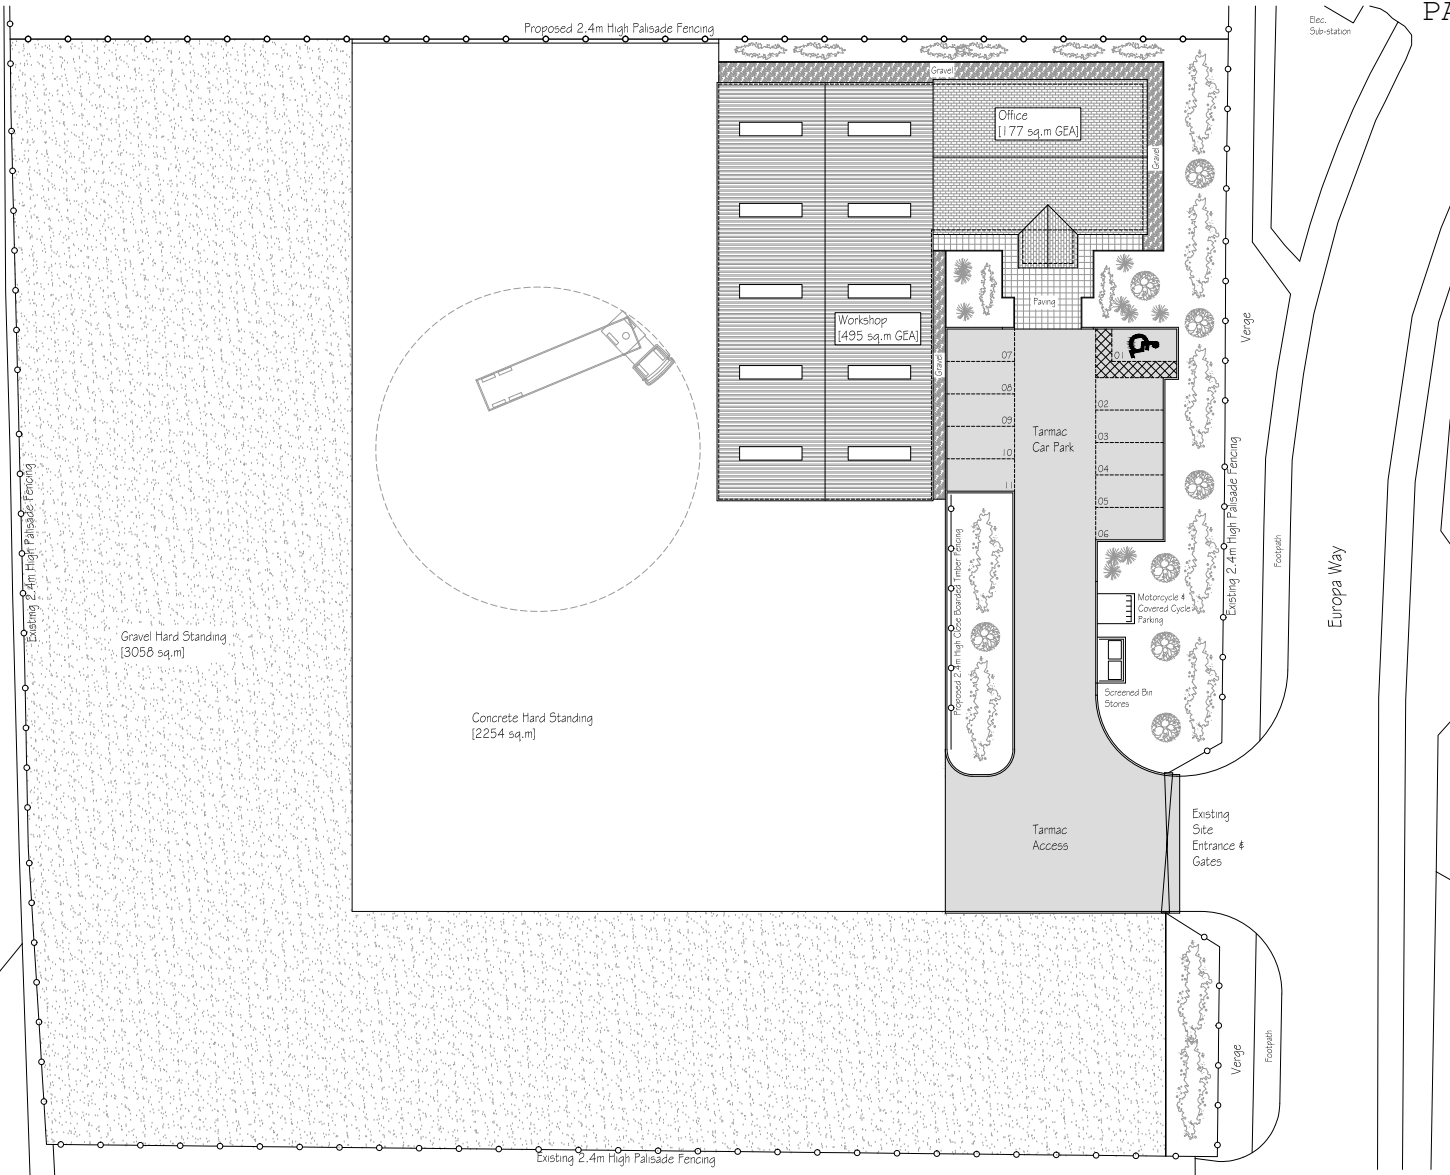 PA
Elec.
Sub-station
Proposed 2.4m High Palisade Fencing
Gravel
Office
[177 sq.m GEA]
Gravel
Paving
Workshop
[495 sq.m GEA]
Gravel
Verge
01
07
08
09
10
11
02
03
04
05
06
Tarmac
Car Park
Existing 2.4m High Palisade Fencing
Existing 2.4m High Palisade Fencing
Proposed 2.4m High Close Boarded Timber Fencing
Footpath
Europa Way
Motorcycle &
Covered Cycle
Parking
Gravel Hard Standing
[3058 sq.m]
Screened Bin
Stores
Concrete Hard Standing
[2254 sq.m]
Tarmac
Access
Existing
Site
Entrance &
Gates
Verge
Footpath
Existing 2.4m High Palisade Fencing